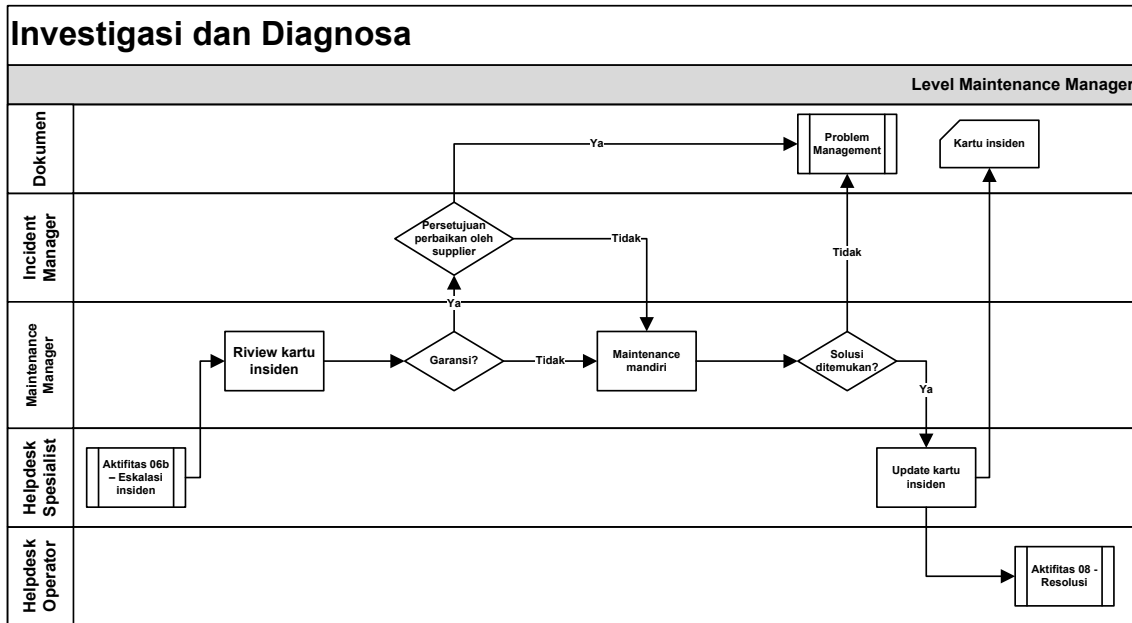 Investigasi dan Diagnosa
Level Maintenance Manager
Dokumen
Ya
Problem
Management
Kartu insiden
Incident
Manager
Persetujuan
perbaikan oleh
supplier
Tidak
Tidak
Ya
Maintenance
Manager
Riview kartu
insiden
Garansi?
Tidak
Maintenance
mandiri
Solusi
ditemukan?
Ya
Helpdesk
Spesialist
Aktifitas 06b
– Eskalasi
insiden
Update kartu
insiden
Helpdesk
Operator
Aktifitas 08 -
Resolusi